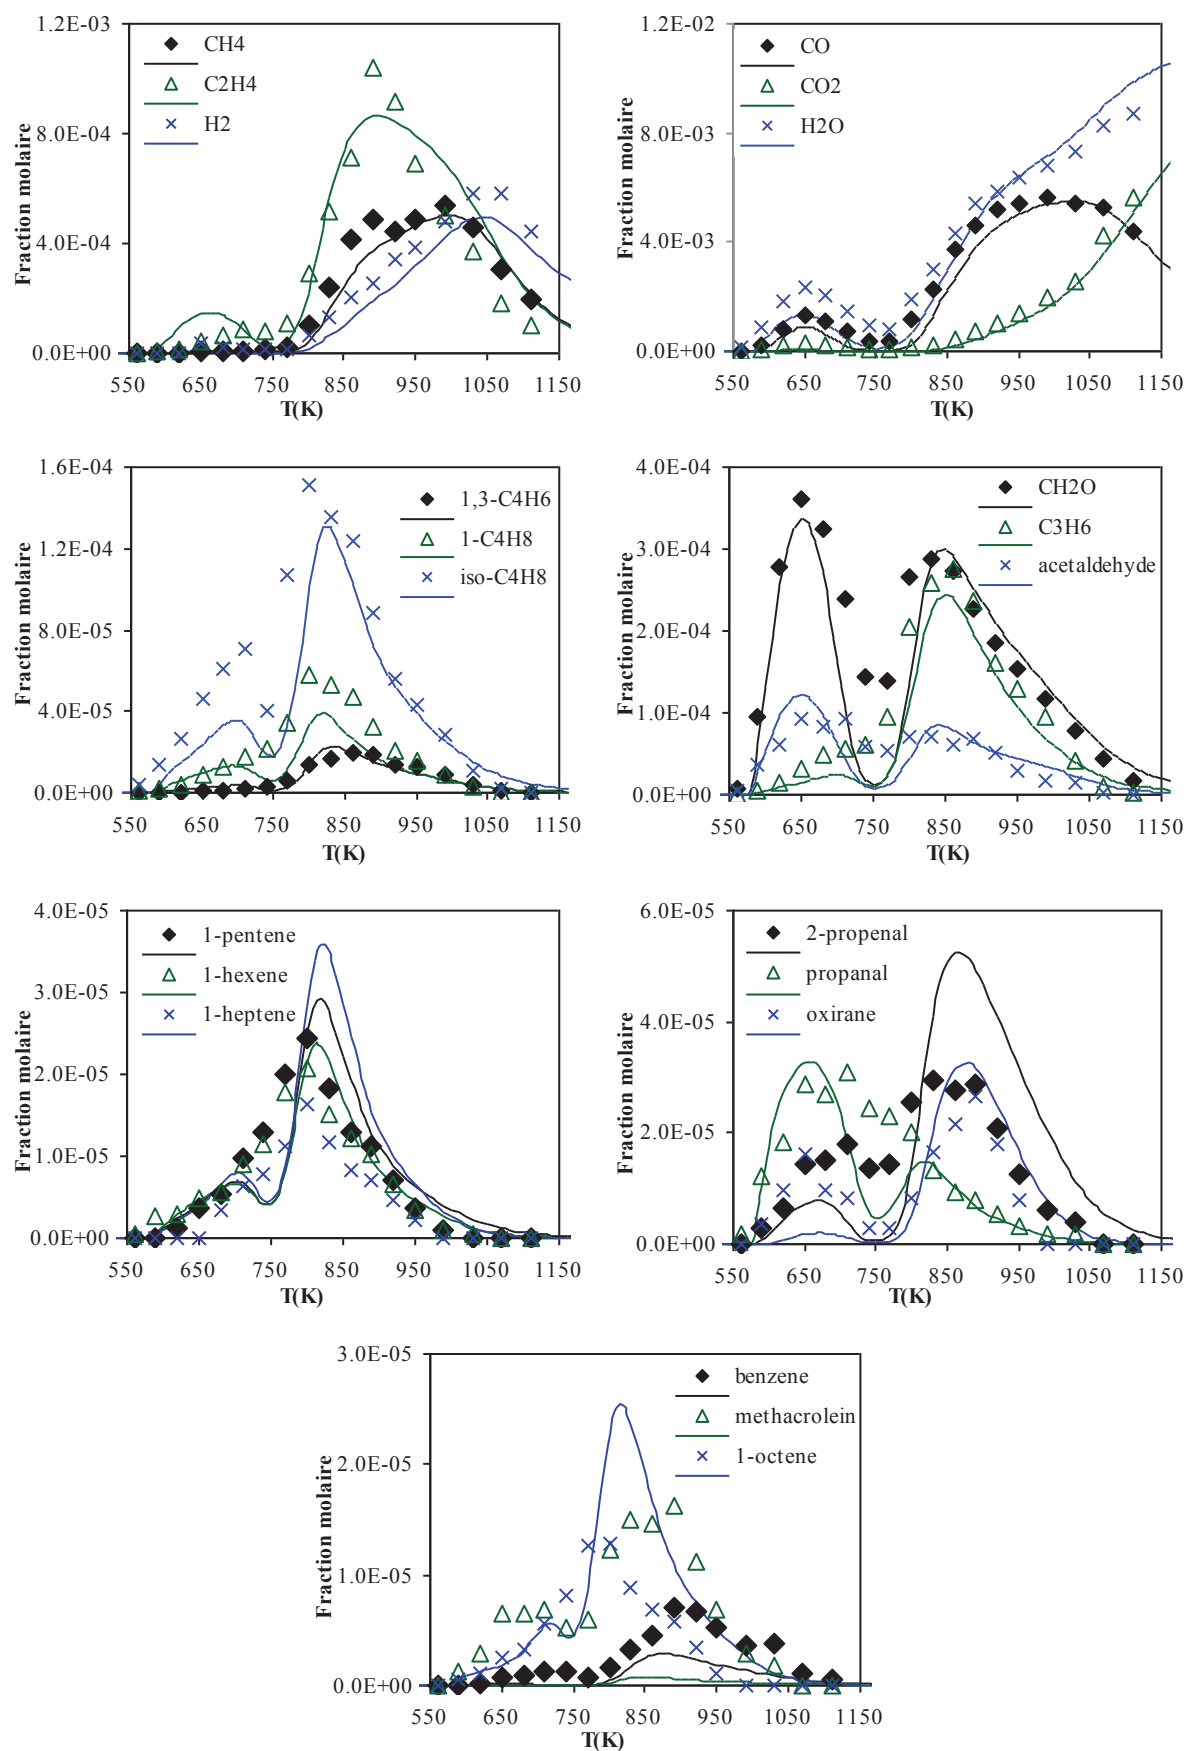 1.2E-03
8.0E-04
4.0E-04
0.0E+00
Fraction molaire
CH4
C2H4
H2
550 650 750 850 950 1050 1150
T(K)
1.2E-02
8.0E-03
4.0E-03
0.0E+00
Fraction molaire
CO
CO2
H2O
550 650 750 850 950 1050 1150
T(K)
1.6E-04
1.2E-04
8.0E-05
4.0E-05
0.0E+00
Fraction molaire
1,3-C4H6
1-C4H8
iso-C4H8
550 650 750 850 950 1050 1150
T(K)
4.0E-04
3.0E-04
2.0E-04
1.0E-04
0.0E+00
Fraction molaire
CH2O
C3H6
acetaldehyde
550 650 750 850 950 1050 1150
T(K)
4.0E-05
3.0E-05
2.0E-05
1.0E-05
0.0E+00
Fraction molaire
1-pentene
1-hexene
1-heptene
550 650 750 850 950 1050 1150
T(K)
6.0E-05
4.0E-05
2.0E-05
0.0E+00
Fraction molaire
2-propenal
propanal
oxirane
550 650 750 850 950 1050 1150
T(K)
3.0E-05
2.0E-05
1.0E-05
0.0E+00
Fraction molaire
benzene
methacrolein
1-octene
550 650 750 850 950 1050 1150
T(K)